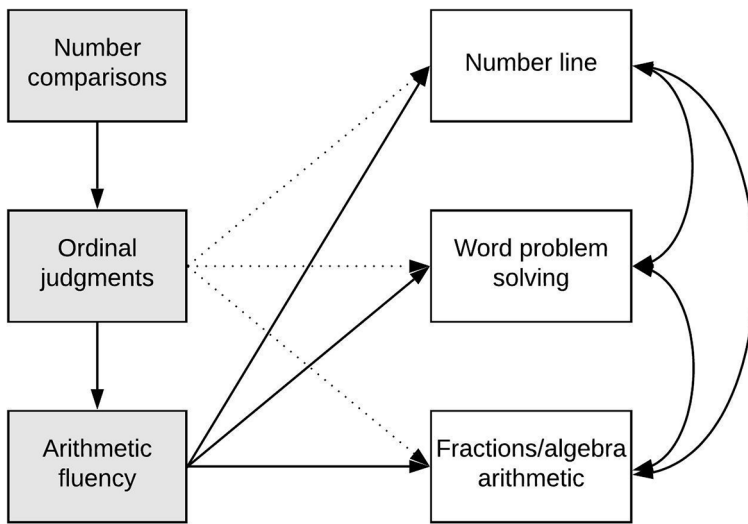 Number
comparisons
Number line
Ordinal
judgments
Word problem
solving
Arithmetic
fluency
Fractions/algebra
arithmetic